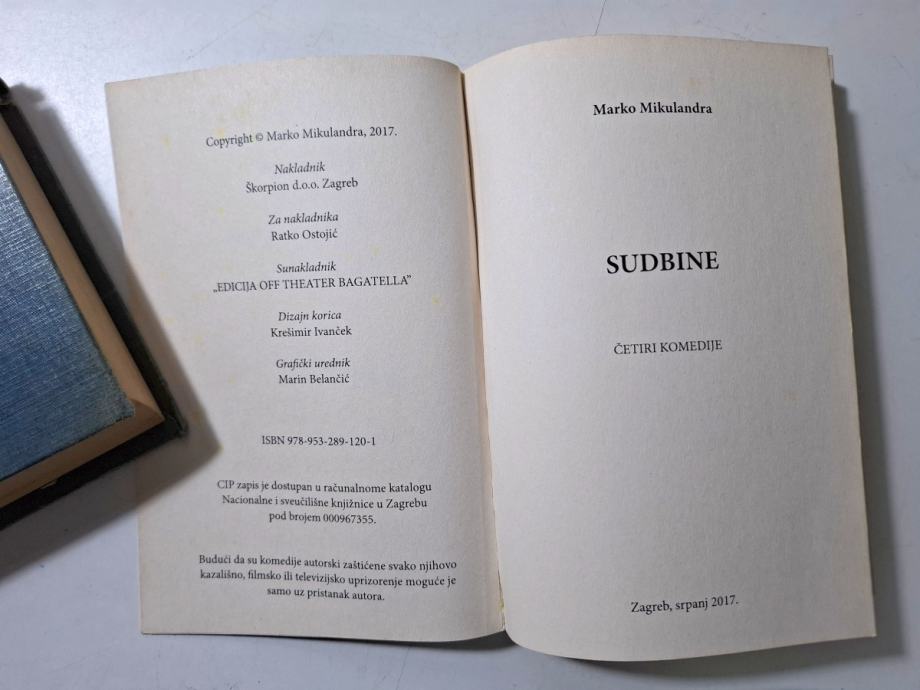 Copyright © Marko Mikulandra, 2017.
Nakladnik
Škorpion d.o.o. Zagreb
Za nakladnika
Ratko Ostojić
Sunakladnik
„EDICIJA OFF THEATER BAGATELLA”
Dizajn korica
Krešimir Ivanček
Grafički urednik
Marin Belančić
ISBN 978-953-289-120-1
CIP zapis je dostupan u računalnome katalogu
Nacionalne i sveučilišne knjižnice u Zagrebu
pod brojem 000967355.
Budući da su komedije autorski zaštićene svako njihovo
kazališno, filmsko ili televizijsko uprizorenje moguće je
samo uz pristanak autora.
Marko Mikulandra
SUDBINE
ČETIRI KOMEDIJE
Zagreb, srpanj 2017.